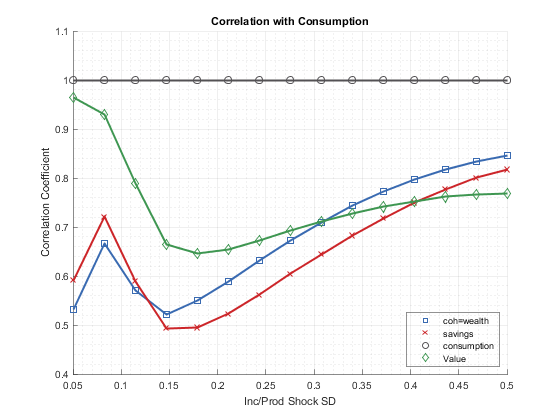 Correlation with Consumption
1.1
1
0.9
0.8
0.7
0.6
0.5
0.4
Correlation Coefficient
0.05
0.1
0.15
0.2
0.25
0.3
0.35
0.4
0.45
0.5
Inc/Prod Shock SD
coh=wealth
savings
consumption
Value